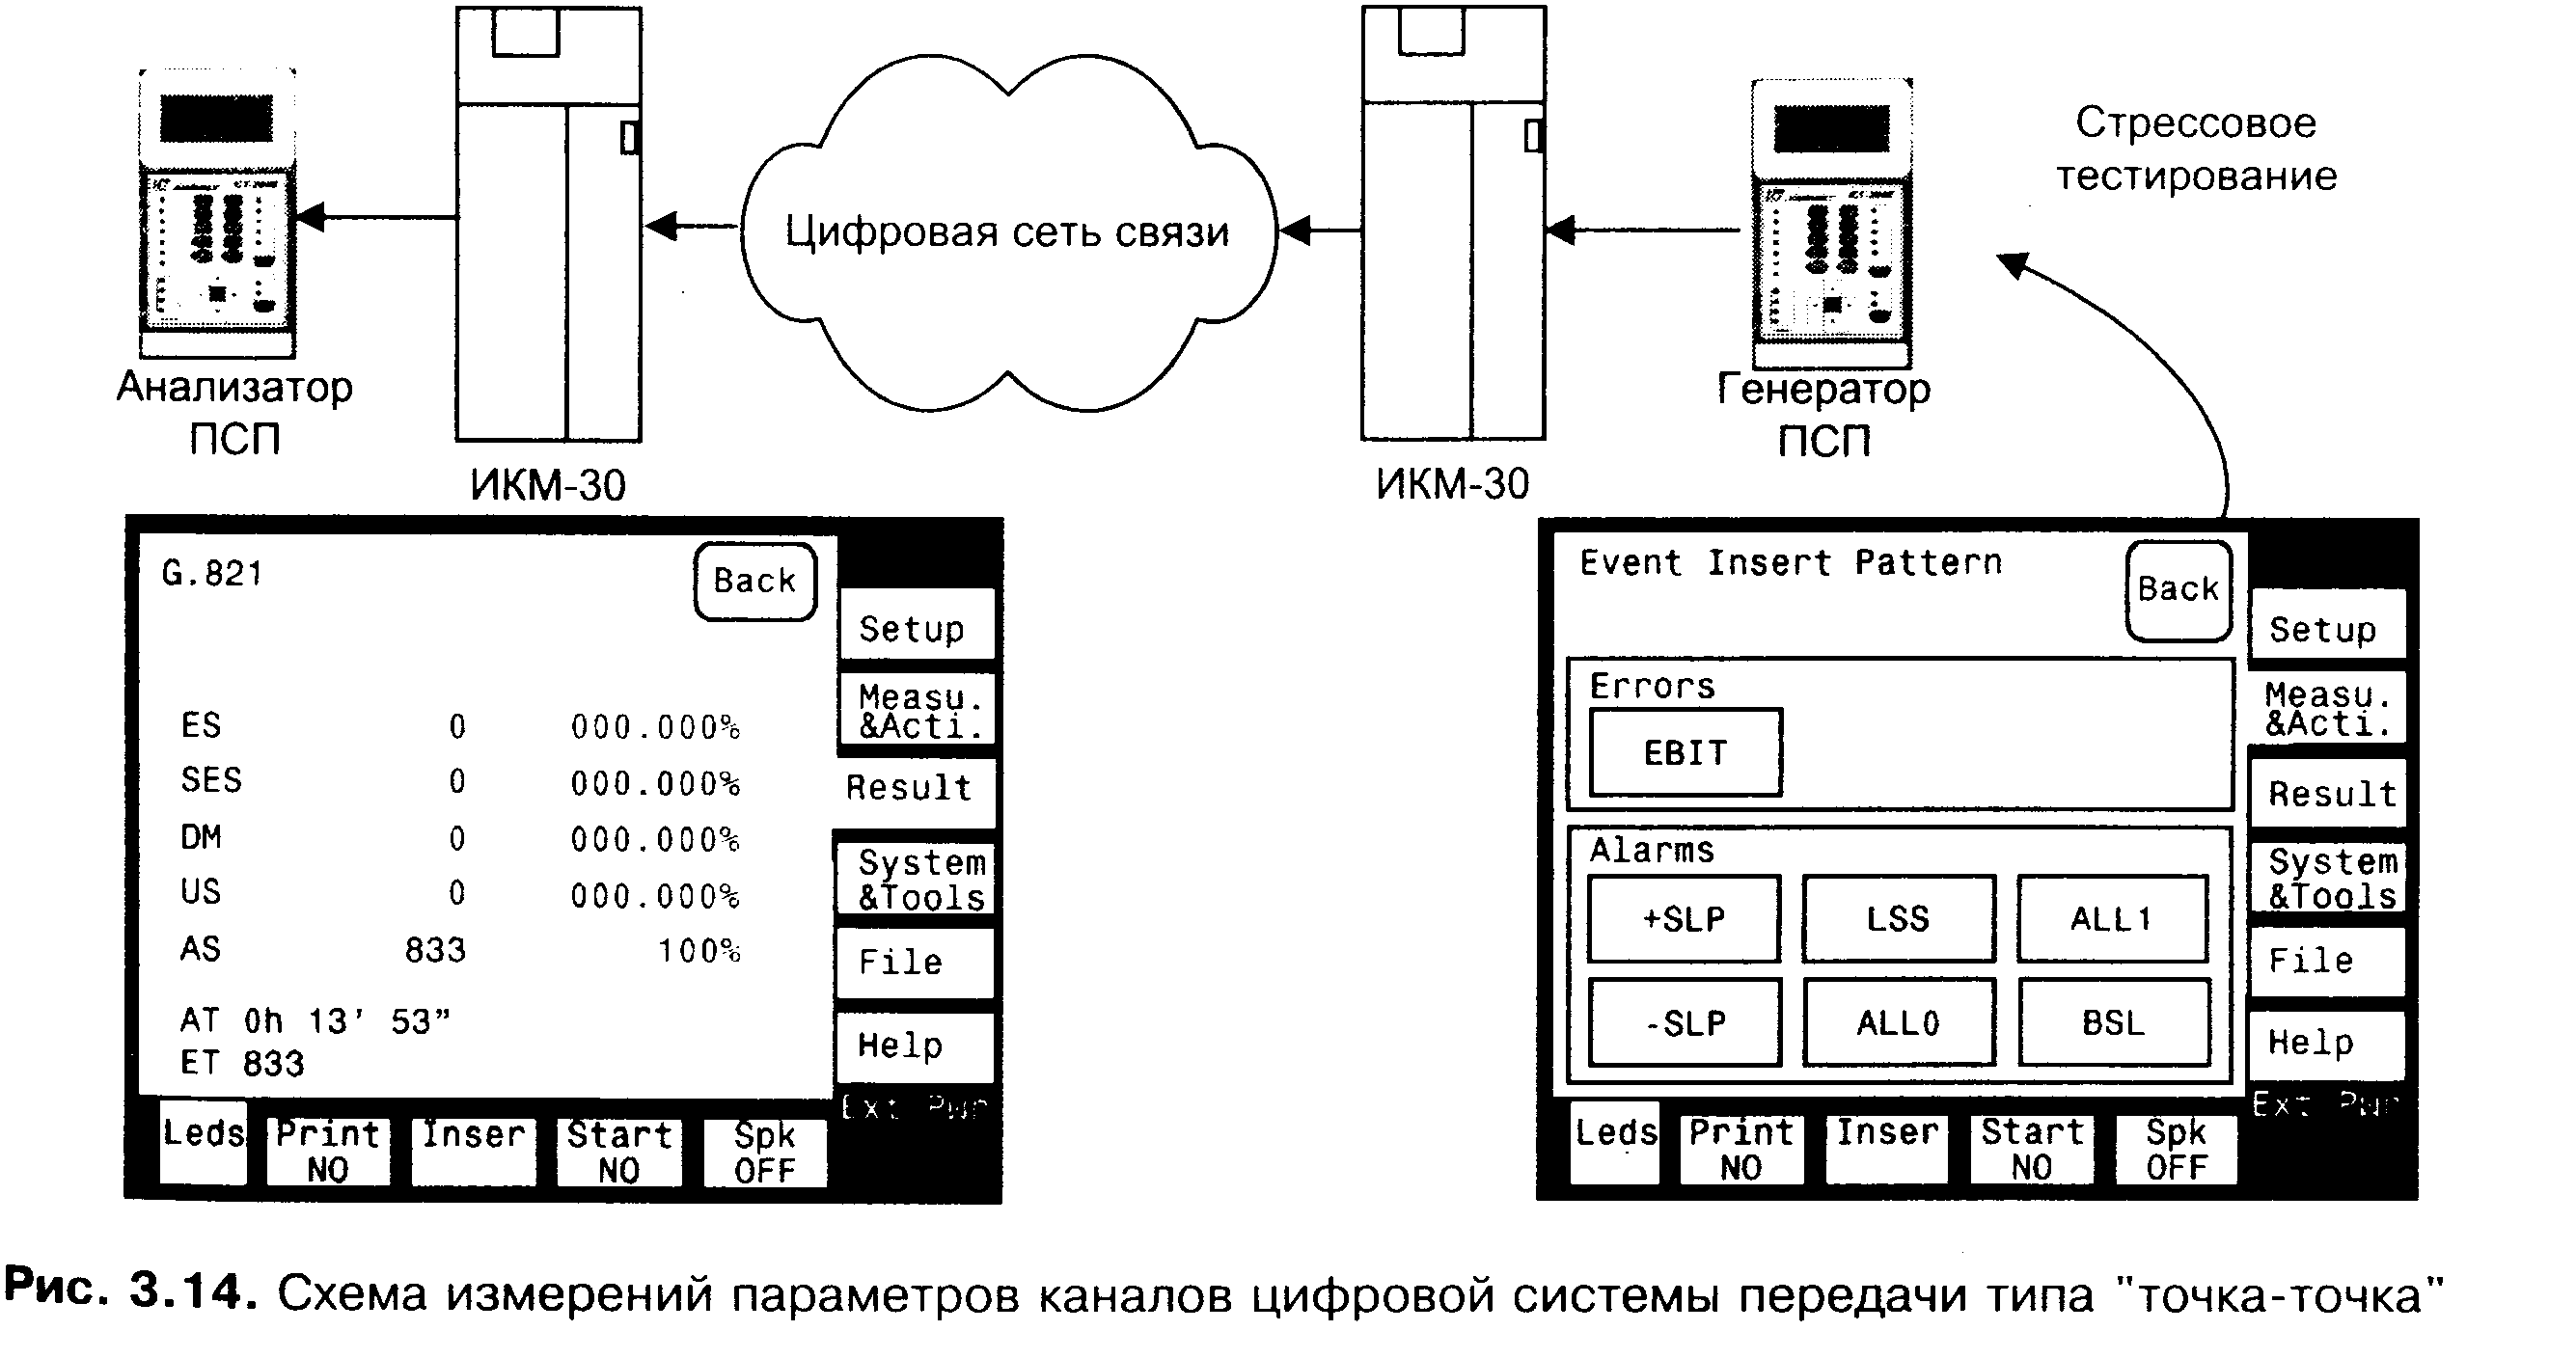 Стрессовое
тестирование
Цифровая сеть связи
Анализатор
ПСП
ИКМ-30
ИКМ-30
Генератор
ПСП
G.821
Back
ES 0 000.000%
SES 0 000.000%
DM 0 000.000%
US 0 000.000%
AS 833 100%
AT 0h 13' 53”
ET 833
Setup
Measu.
&Acti.
Result
System
&Tools
File
Help
Ext Pwr
Leds
Print
NO
Inser
Start
NO
Spk
OFF
Event Insert Pattern
Back
Errors
EBIT
Alarms
+SLP LSS ALL1
-SLP ALL0 BSL
Setup
Measu.
&Acti.
Result
System
&Tools
File
Help
Ext Pwr
Leds
Print
NO
Inser
Start
NO
Spk
OFF
Рис. 3.14. Схема измерений параметров каналов цифровой системы передачи типа "точка-точка"